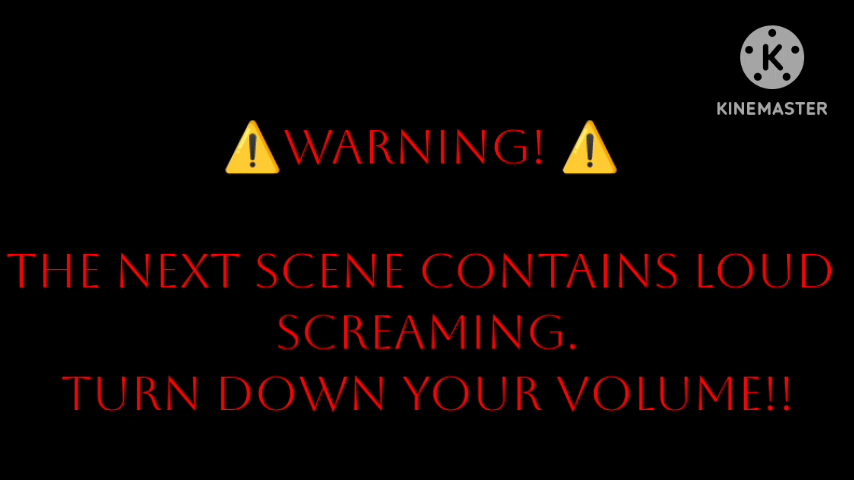 K
KINEMASTER
⚠️WARNING! ⚠️
THE NEXT SCENE CONTAINS LOUD
SCREAMING.
TURN DOWN YOUR VOLUME!!